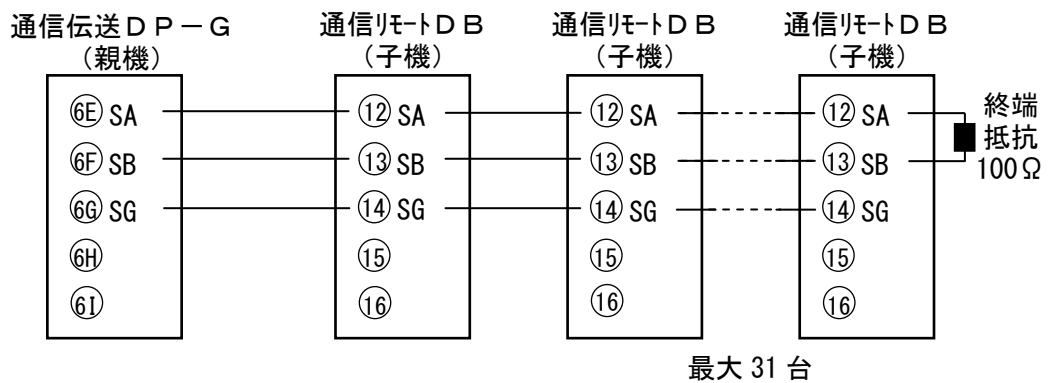 通信伝送ＤＰ－Ｇ
（親機）
通信ﾘﾓｰﾄＤＢ
（子機）
通信ﾘﾓｰﾄＤＢ
（子機）
通信ﾘﾓｰﾄＤＢ
（子機）
6E SA
6F SB
6G SG
6H
6I
⑫ SA
⑬ SB
⑭ SG
⑮
⑯
⑫ SA
⑬ SB
⑭ SG
⑮
⑯
⑫ SA
⑬ SB
⑭ SG
⑮
⑯
終端
抵抗
100Ω
最大 31 台